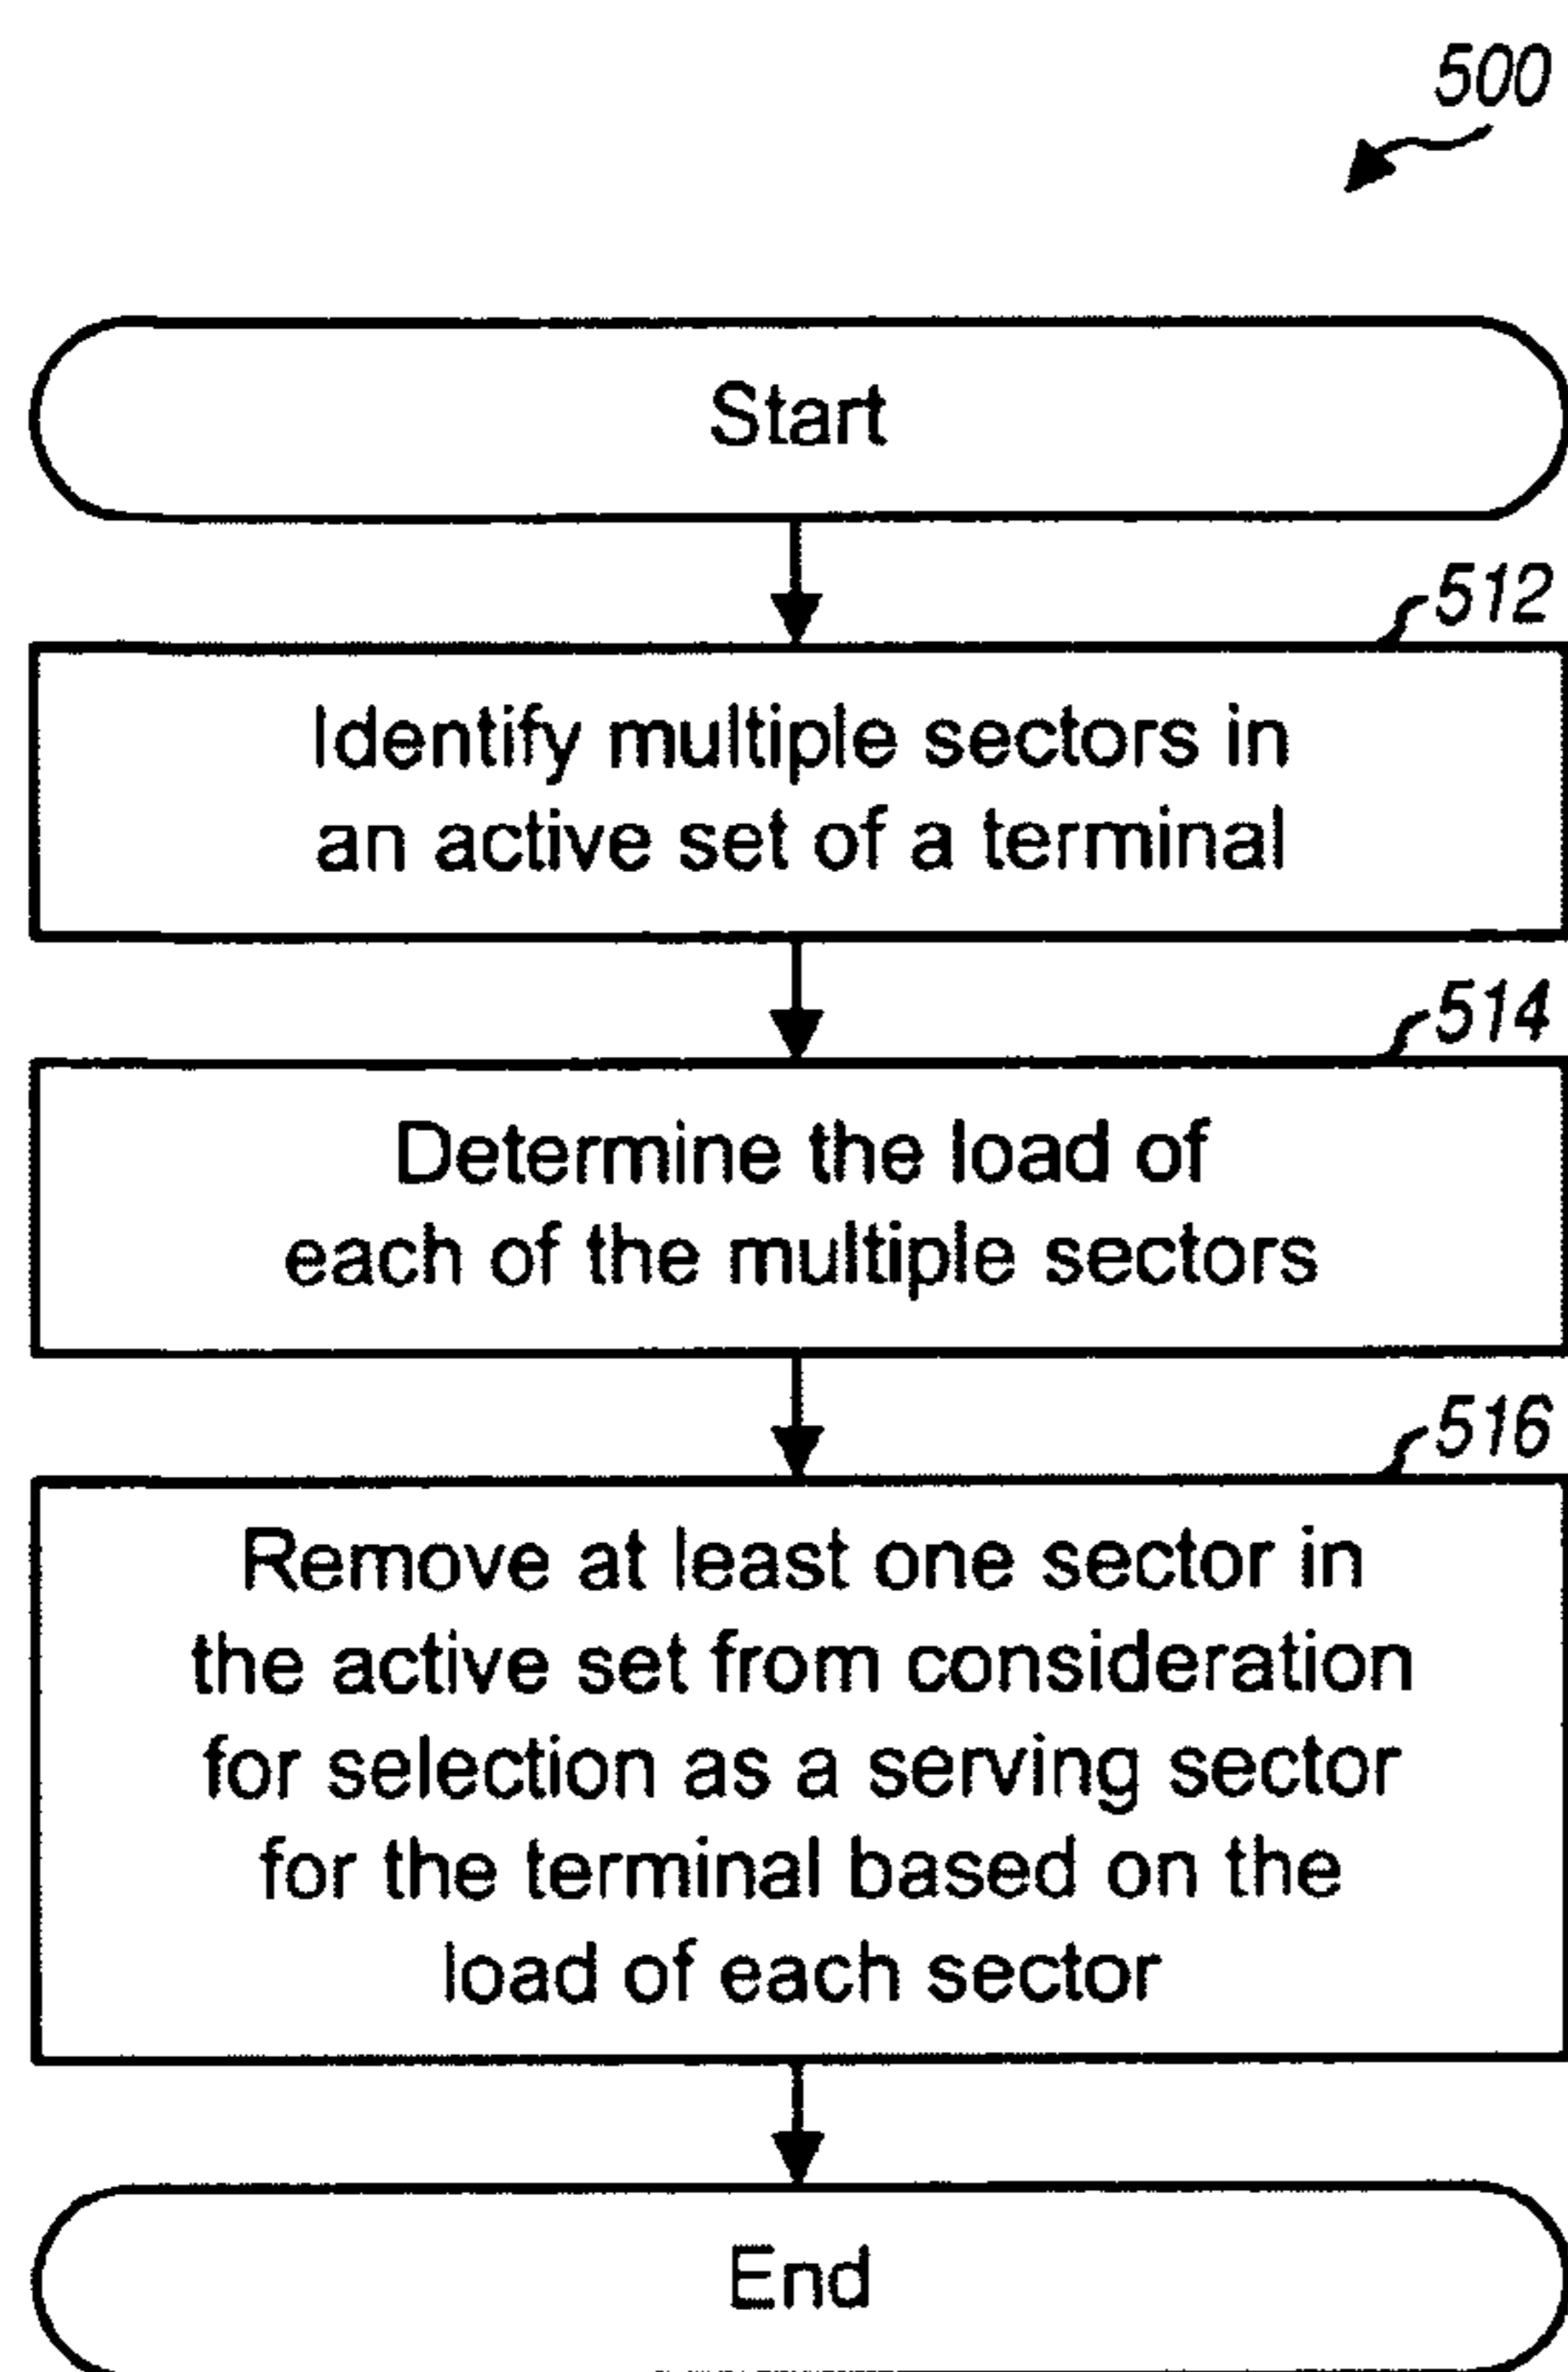 500
Start
512
Identify multiple sectors in
an active set of a terminal
514
Determine the load of
each of the multiple sectors
516
Remove at least one sector in
the active set from consideration
for selection as a serving sector
for the terminal based on the
load of each sector
End